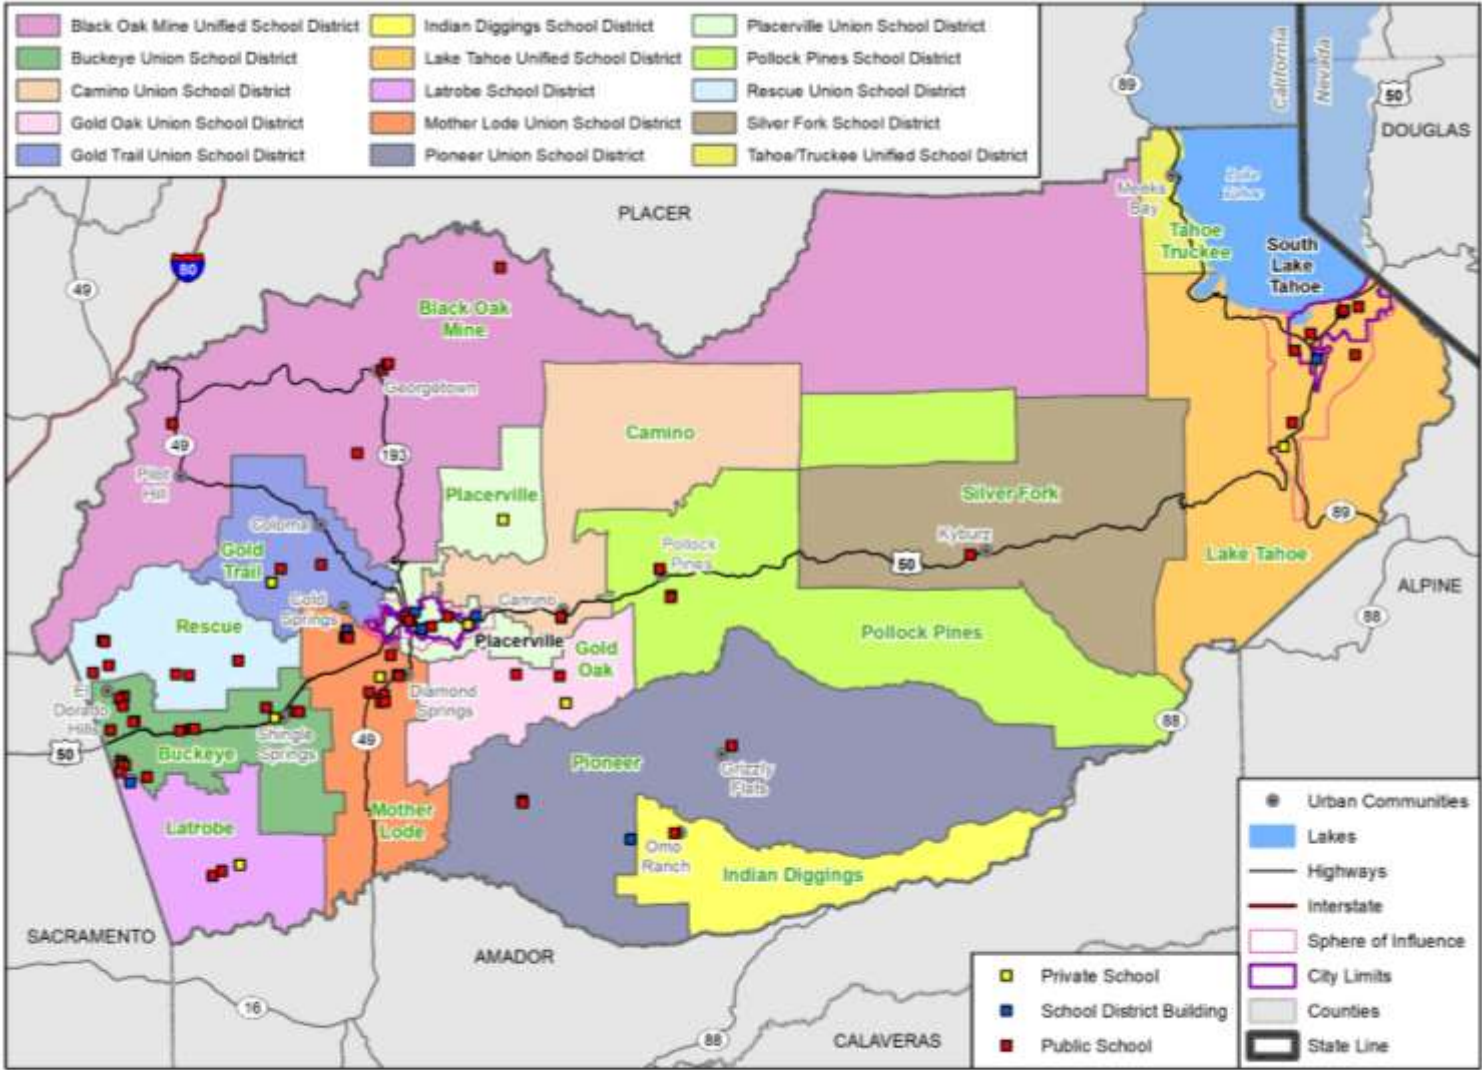 Black Oak Mine Unified School District
Buckeye Union School District
Camino Union School District
Gold Oak Union School District
Gold Trail Union School District
Indian Diggings School District
Lake Tahoe Unified School District
Latrobe School District
Mother Lode Union School District
Pioneer Union School District
Placerville Union School District
Pollock Pines School District
Rescue Union School District
Silver Fork School District
Tahoe/Truckee Unified School District
89
California
Nevada
50
DOUGLAS
PLACER
Meeks
Bay
Lake
Tahoe
Tahoe
Truckee
South
Lake
Tahoe
80
49
Black Oak
Mine
Georgetown
49
193
Camino
Pilot
Hill
Placerville
Silver Fork
Coloma
Gold
Trail
Pollock
Pines
Kyburz
50
89
Lake Tahoe
ALPINE
88
Gold
Springs
Camino
Rescue
Placerville
Gold
Oak
Pollock Pines
El
Dorado
Hills
Diamond
Springs
50
Shingle
Springs
49
88
Buckeye
Pioneer
Grizzly
Flats
Latrobe
Mother
Lode
Omo
Ranch
Indian Diggings
SACRAMENTO
AMADOR
16
88
CALAVERAS
Private School
School District Building
Public School
Urban Communities
Lakes
Highways
Interstate
Sphere of Influence
City Limits
Counties
State Line